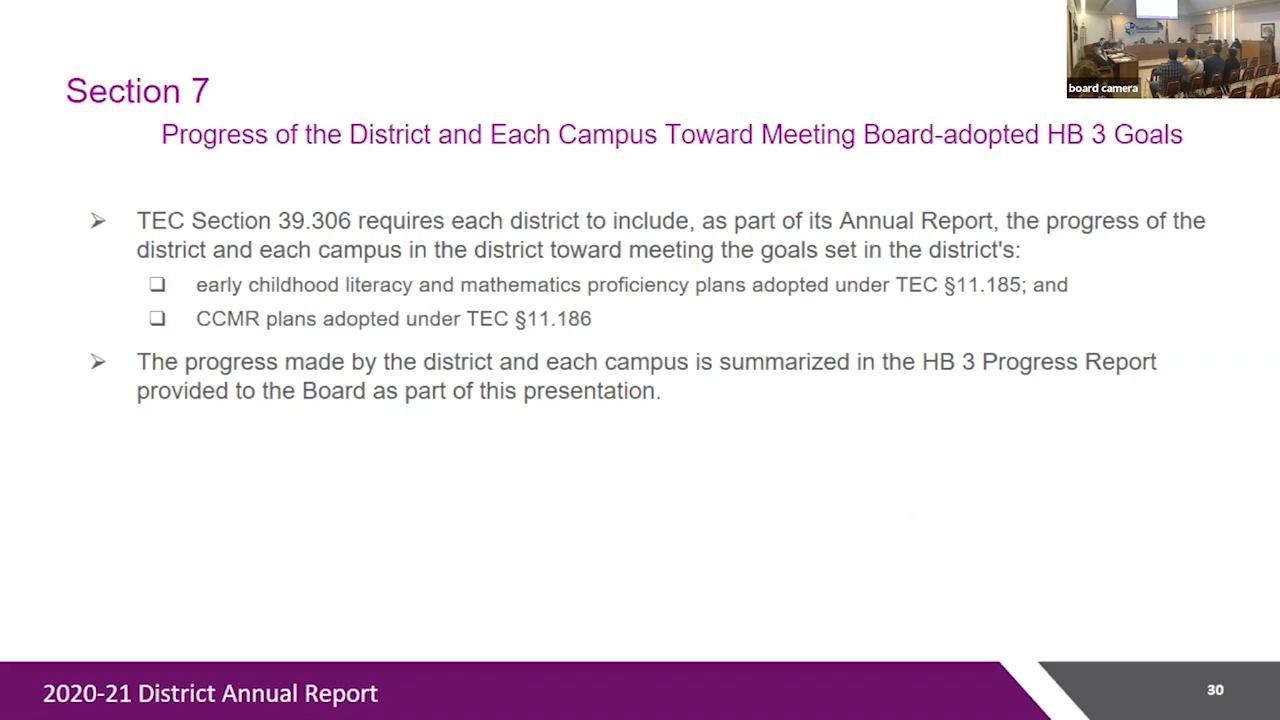 board camera
Section 7
Progress of the District and Each Campus Toward Meeting Board-adopted HB 3 Goals
➢ TEC Section 39.306 requires each district to include, as part of its Annual Report, the progress of the
district and each campus in the district toward meeting the goals set in the district's:
❑ early childhood literacy and mathematics proficiency plans adopted under TEC §11.185; and
❑ CCMR plans adopted under TEC §11.186
➢ The progress made by the district and each campus is summarized in the HB 3 Progress Report
provided to the Board as part of this presentation.
2020-21 District Annual Report
30